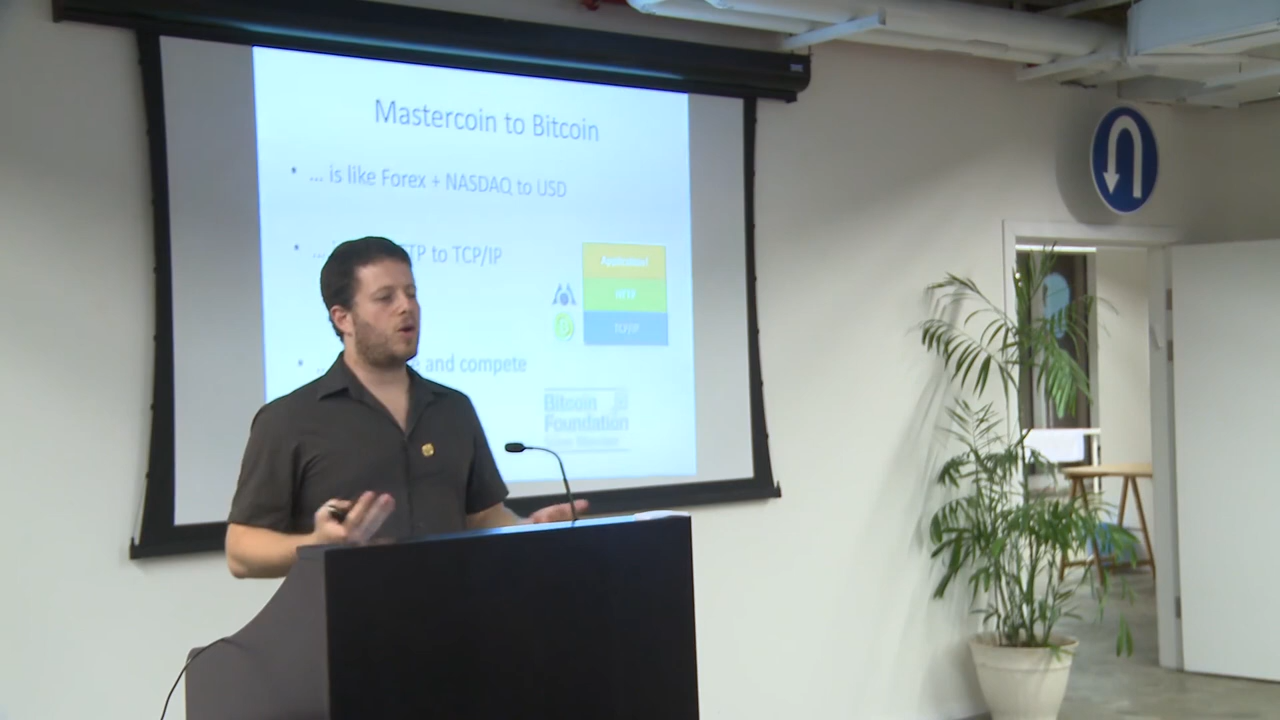 Mastercoin to Bitcoin
• ... is like Forex + NASDAQ to USD
• ... TP to TCP/IP
Application!
HTTP
TCP/IP
• ... and compete
Bitcoin
Foundation